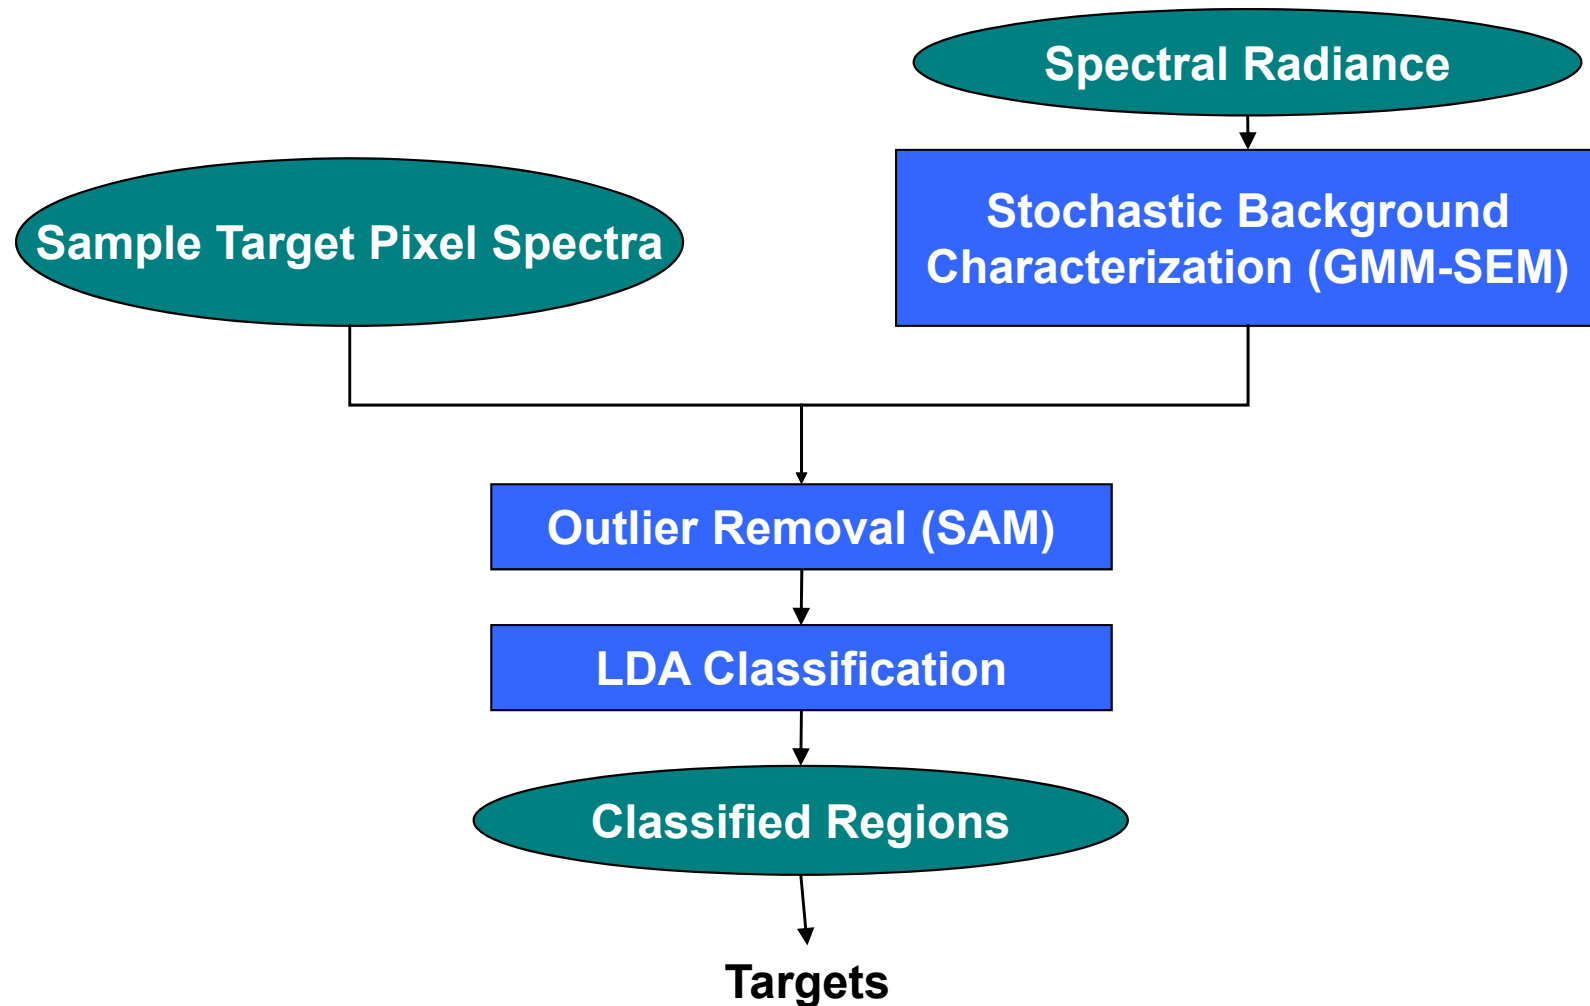 Spectral Radiance
Sample Target Pixel Spectra
Stochastic Background
Characterization (GMM-SEM)
Outlier Removal (SAM)
LDA Classification
Classified Regions
Targets